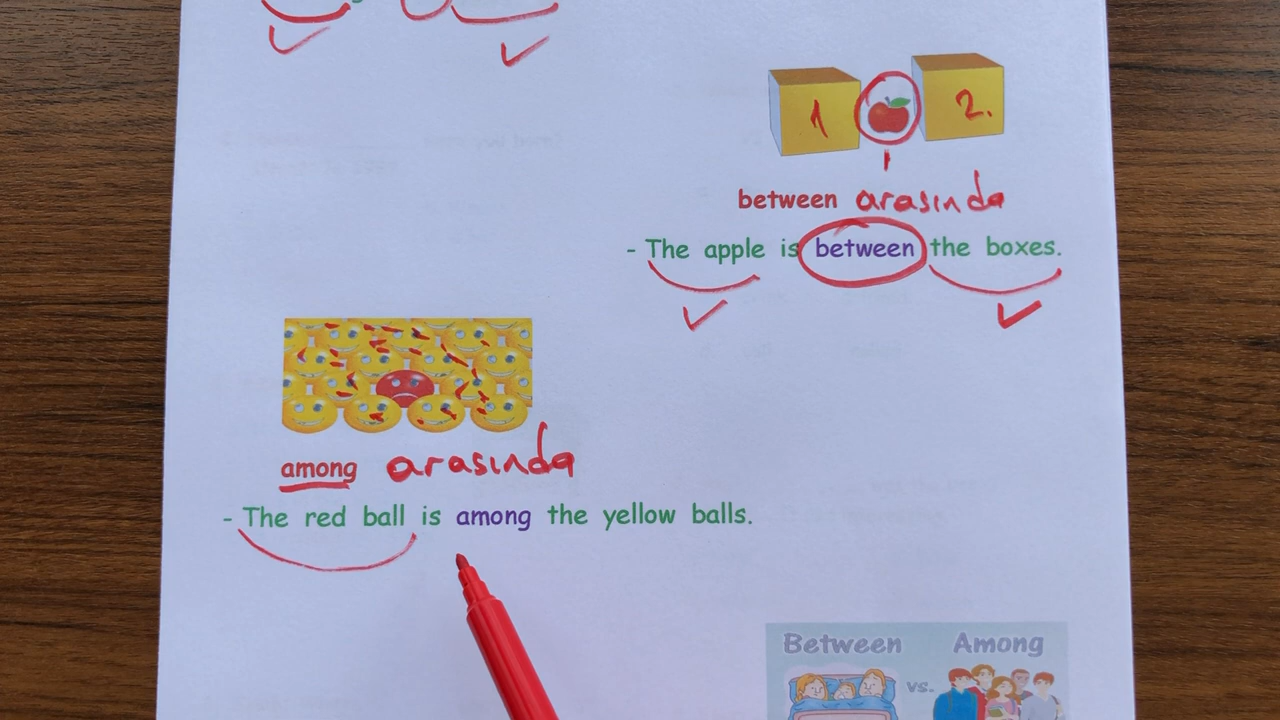 1
2.
between arasında
- The apple is between the boxes.
among arasında
- The red ball is among the yellow balls.
Between vs. Among